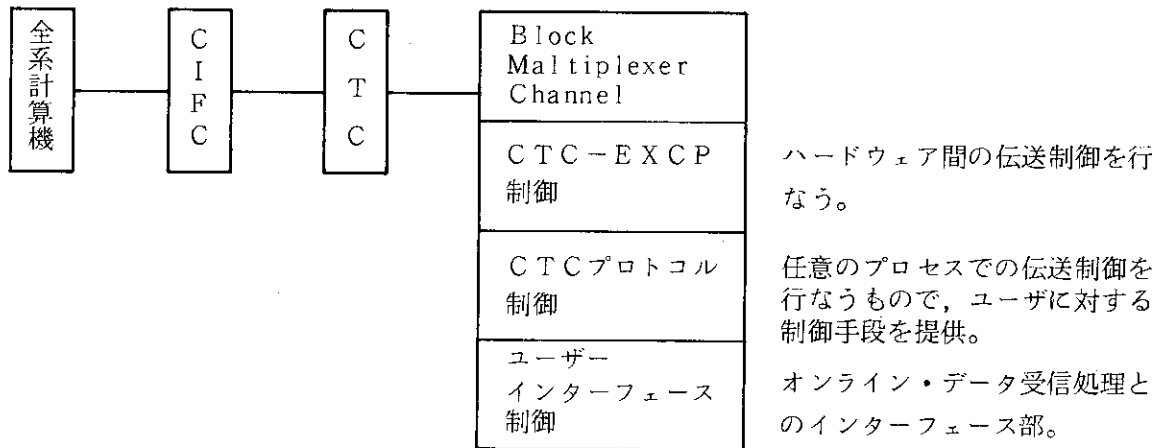 全系計算機
CIFC
CTC
Block
Maltiplexer
Channel
CTC-EXCP
制御
ハードウェア間の伝送制御を行
なう。
CTCプロトコル
制御
任意のプロセスでの伝送制御を
行なうもので,ユーザに対する
制御手段を提供。
ユーザー
インターフェース
制御
オンライン・データ受信処理と
のインターフェース部。